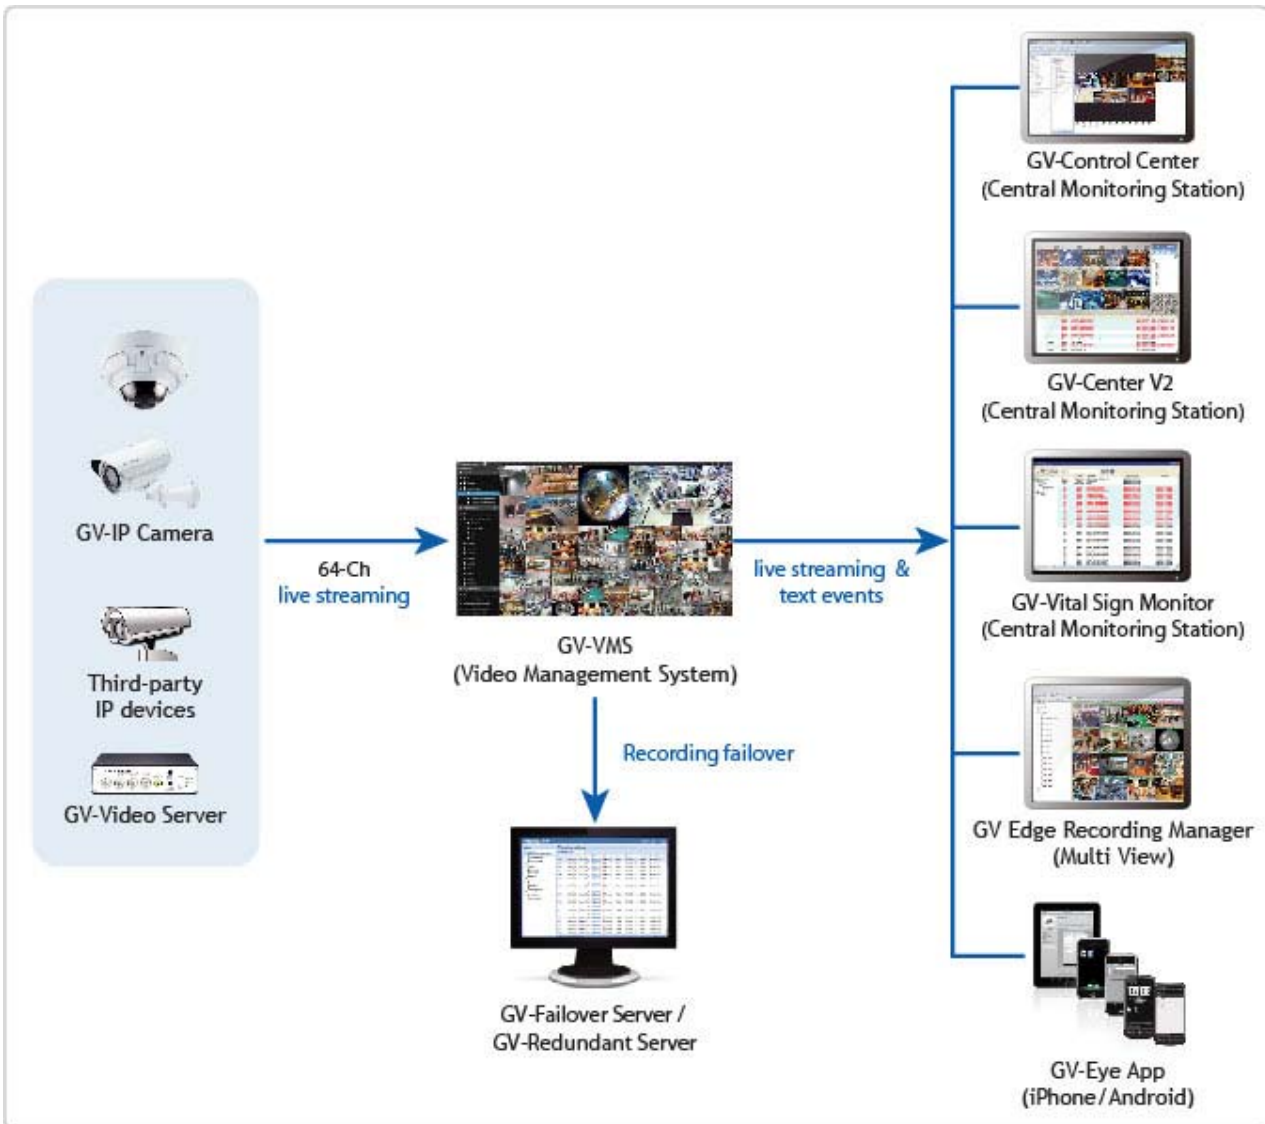 GV-Control Center
(Central Monitoring Station)
GV-Center V2
(Central Monitoring Station)
GV-IP Camera
64-Ch
live streaming
live streaming &
text events
GV-Vital Sign Monitor
(Central Monitoring Station)
GV-VMS
(Video Management System)
Third-party
IP devices
Recording failover
GV-Video Server
GV Edge Recording Manager
(Multi View)
GV-Failover Server /
GV-Redundant Server
GV-Eye App
(iPhone/Android)